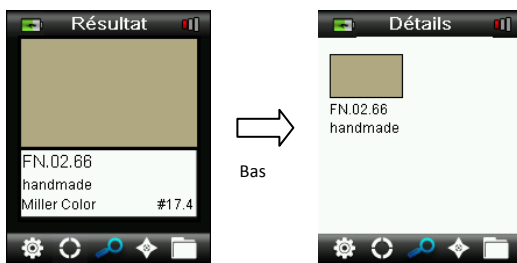 Résultat
FN.02.66
handmade
Miller Color #17.4
Bas
Détails
FN.02.66
handmade